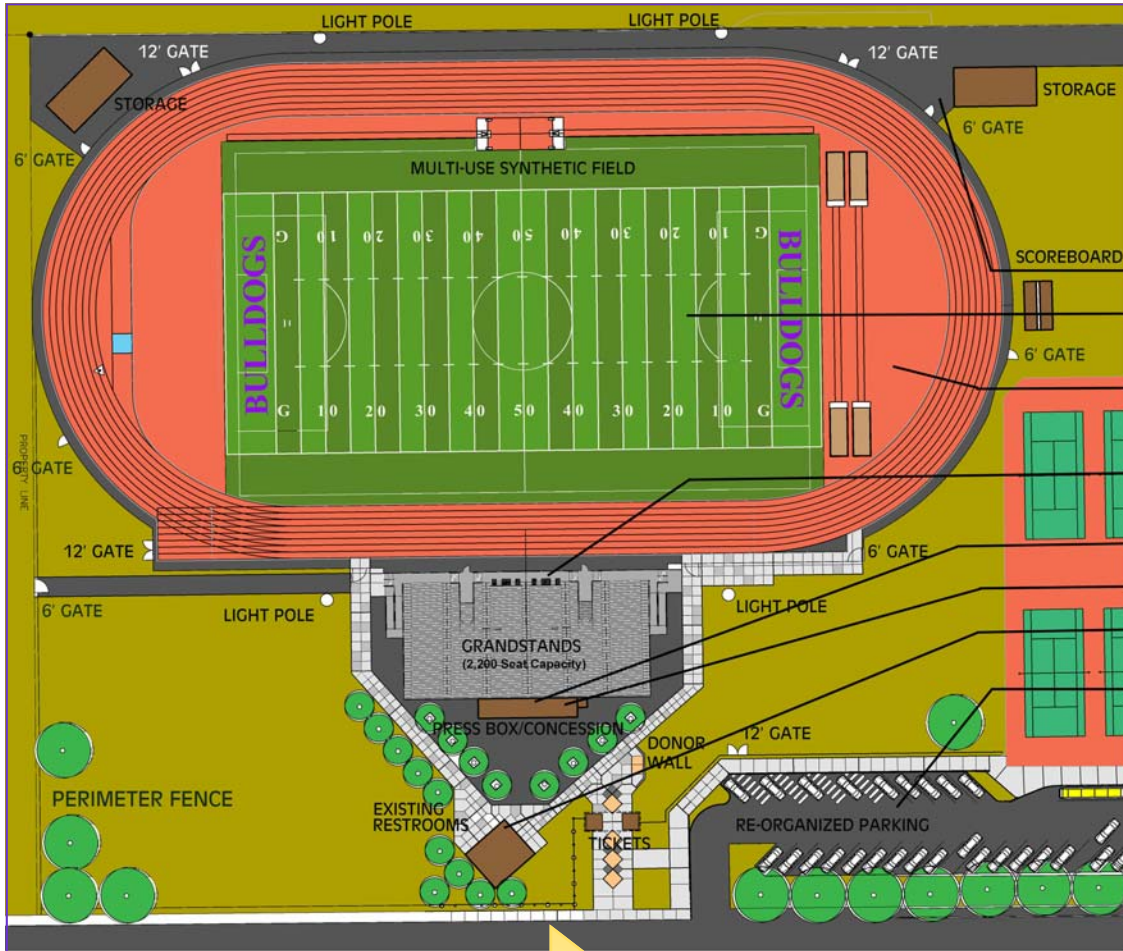 LIGHT POLE
LIGHT POLE
12' GATE
12' GATE
STORAGE
STORAGE
6' GATE
6' GATE
MULTI-USE SYNTHETIC FIELD
G 10 20 30 40 50 40 30 20 10 G
BULLDOGS
BULLDOGS
SCOREBOARD
6' GATE
G 10 20 30 40 50 40 30 20 10 G
PROPERTY LINE
6' GATE
12' GATE
6' GATE
6' GATE
LIGHT POLE
LIGHT POLE
GRANDSTANDS
(2,200 Seat Capacity)
PRESS BOX/CONCESSION
DONOR
WALL
12' GATE
PERIMETER FENCE
EXISTING
RESTROOMS
TICKETS
RE-ORGANIZED PARKING